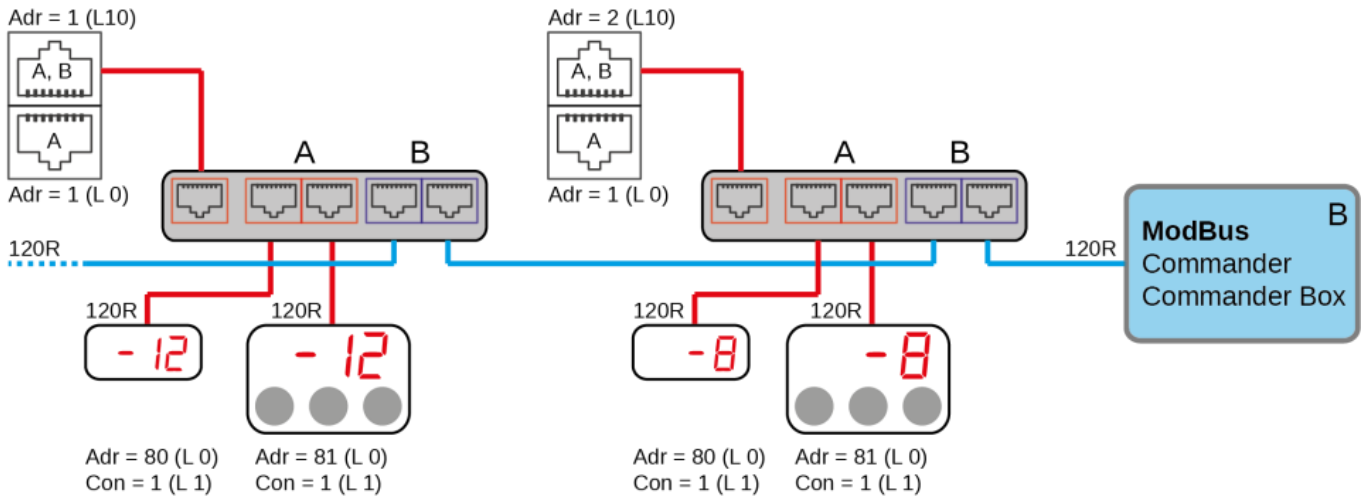 Adr = 1 (L10)
A, B
A
Adr = 1 (L 0)
A B
120R
120R
120R
-12
-12
Adr = 80 (L 0)
Con = 1 (L 1)
Adr = 81 (L 0)
Con = 1 (L 1)
Adr = 2 (L10)
A, B
A
Adr = 1 (L 0)
A B
120R
120R
-8
-8
Adr = 80 (L 0)
Con = 1 (L 1)
Adr = 81 (L 0)
Con = 1 (L 1)
120R
B
ModBus
Commander
Commander Box